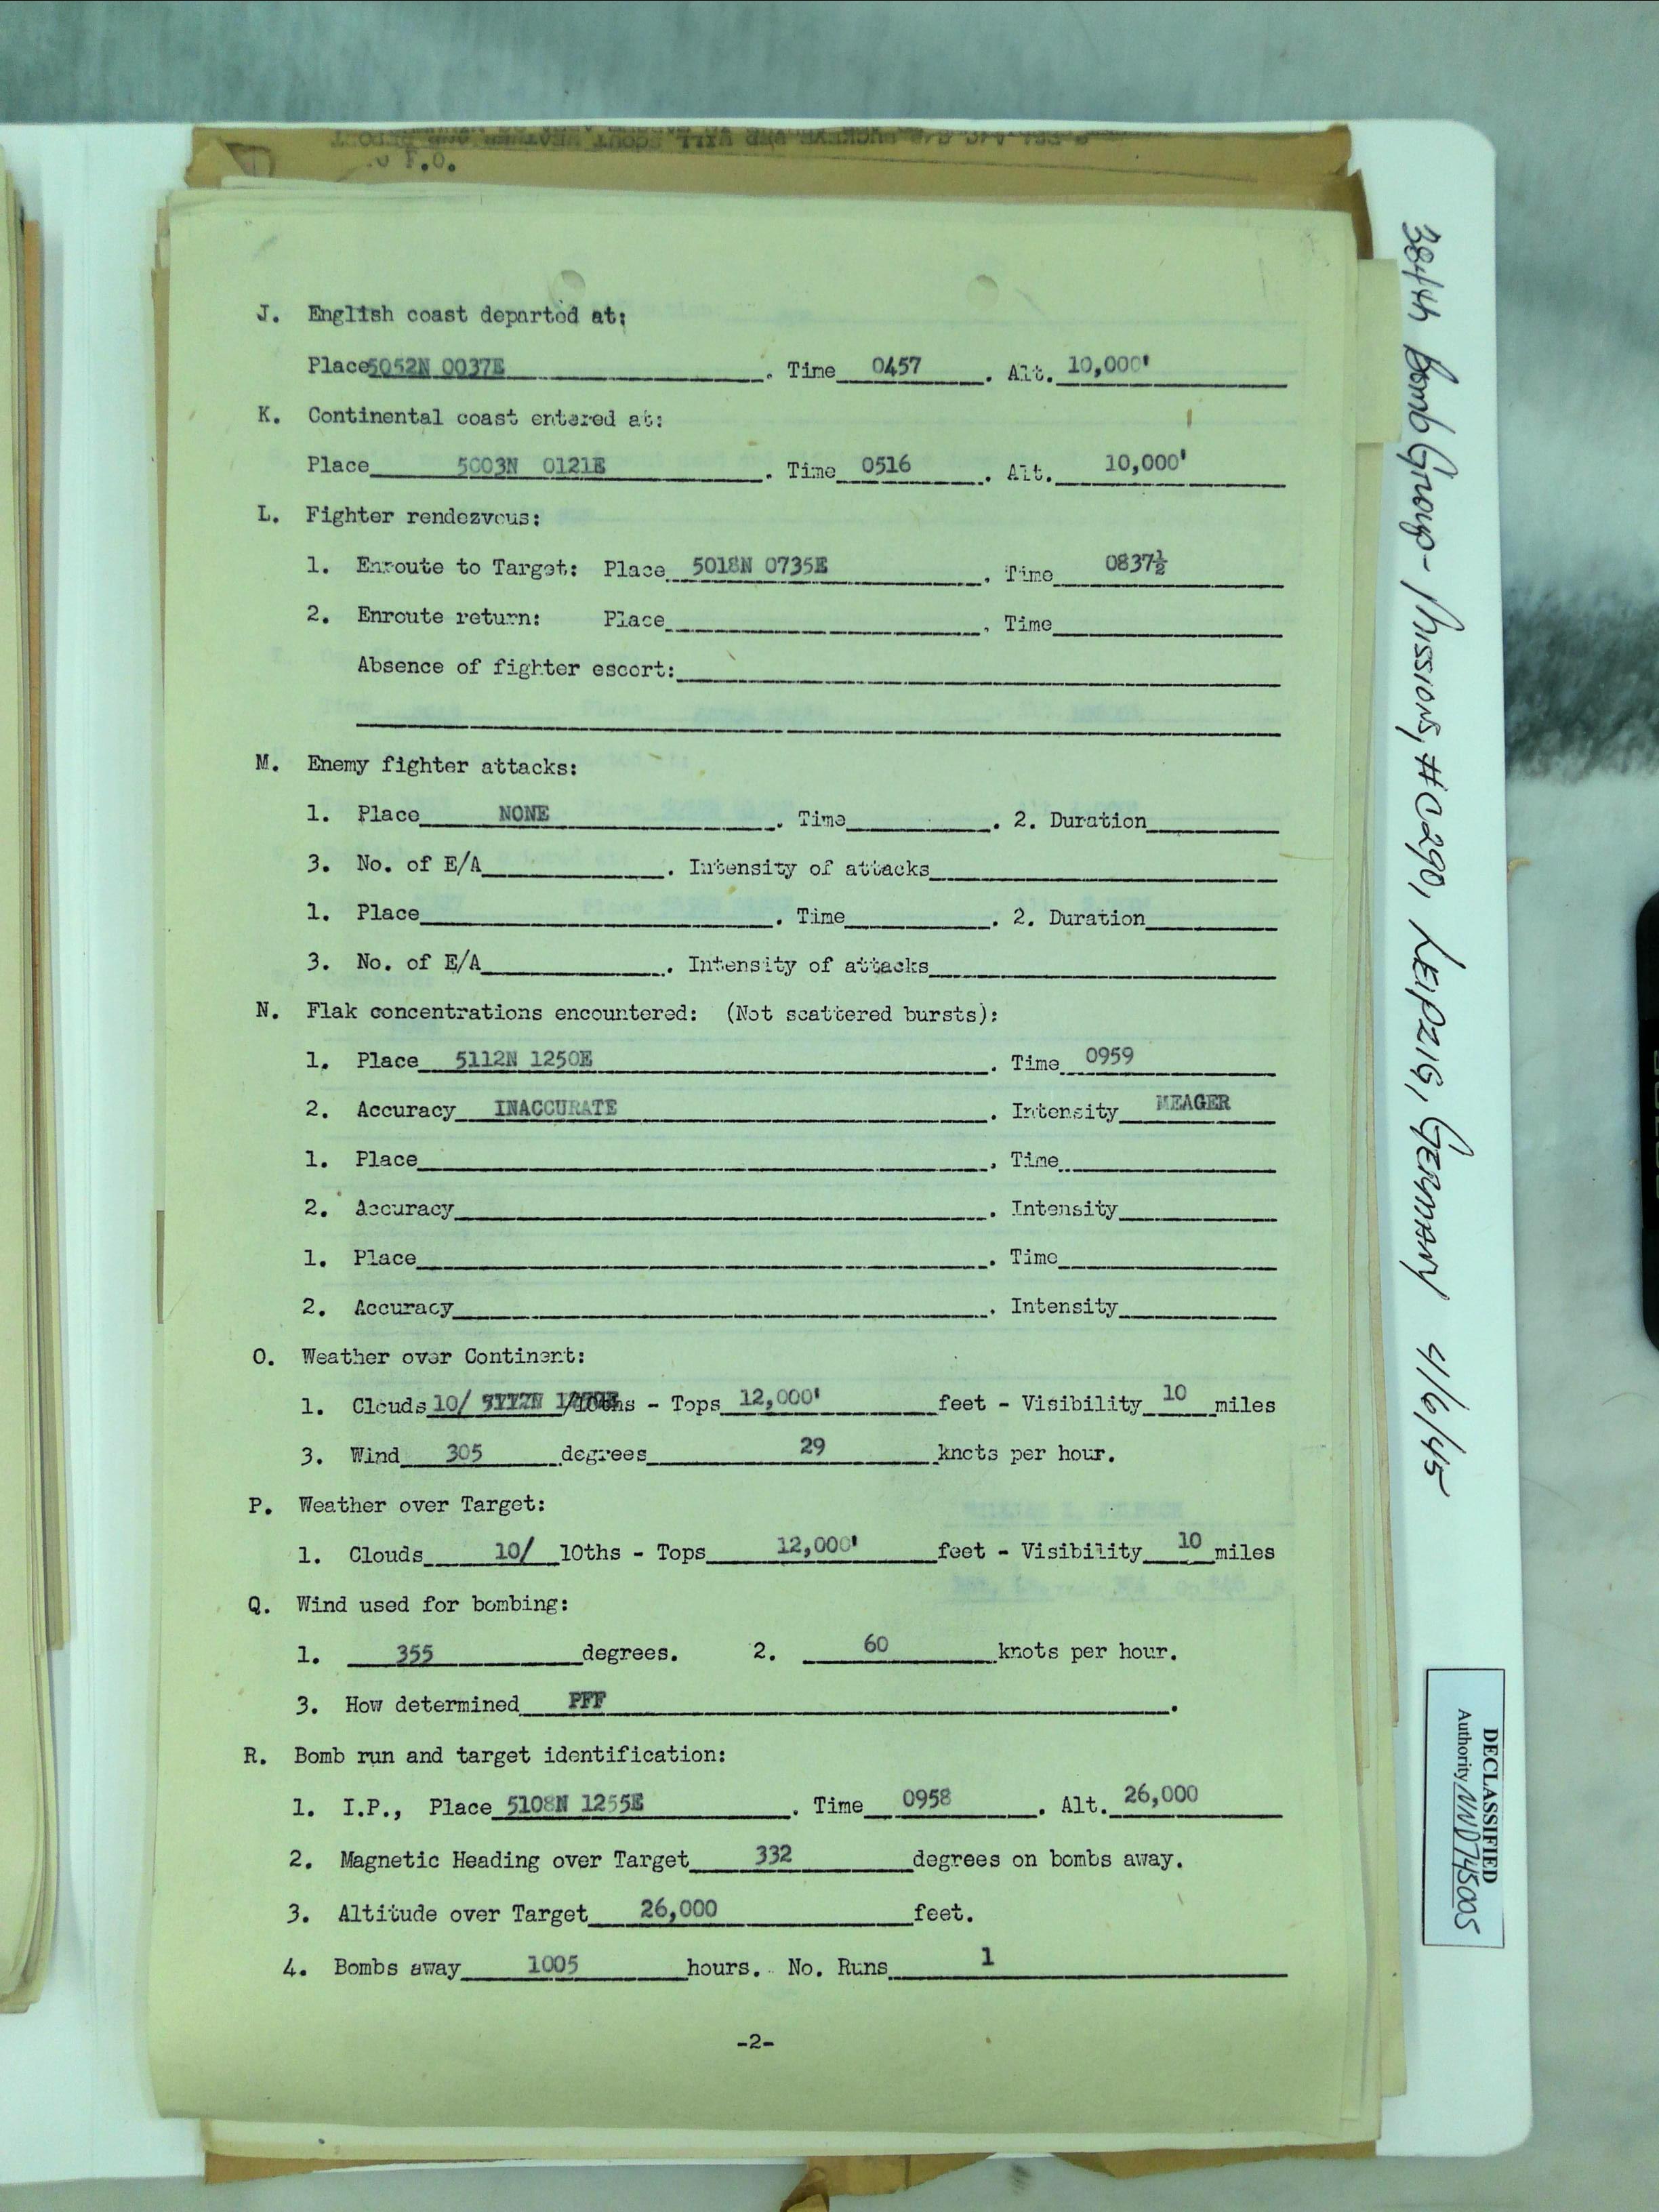 J. English coast departed at:
Place 5052N 0037E. Time 0457. Alt. 10,000'
K. Continental coast entered at:
Place 5003N 0121E. Time 0516. Alt. 10,000'
L. Fighter rendezvous:
1. Enroute to Target: Place 5018N 0735E. Time 0837½
2. Enroute return: Place. Time
Absence of fighter escort:
M. Enemy fighter attacks:
1. Place NONE. Time. 2. Duration
3. No. of E/A. Intensity of attacks
1. Place. Time. 2. Duration
3. No. of E/A. Intensity of attacks
N. Flak concentrations encountered: (Not scattered bursts):
1. Place 5112N 1250E. Time 0959
2. Accuracy INACCURATE. Intensity MEAGER
1. Place. Time
2. Accuracy. Intensity
1. Place. Time
2. Accuracy. Intensity
O. Weather over Continent:
1. Clouds 10/ - Tops 12,000' feet - Visibility 10 miles
3. Wind 305 degrees 29 knots per hour.
P. Weather over Target:
1. Clouds 10/ 10ths - Tops 12,000' feet - Visibility 10 miles
Q. Wind used for bombing:
1. 355 degrees. 2. 60 knots per hour.
3. How determined PFF.
R. Bomb run and target identification:
1. I.P., Place 5108N 1255E. Time 0958. Alt. 26,000
2. Magnetic Heading over Target 332 degrees on bombs away.
3. Altitude over Target 26,000 feet.
4. Bombs away 1005 hours. No. Runs 1
-2-
384th Bomb Group - Missions, #0290, Leipzig, Germany 4/6/45
DECLASSIFIED
Authority NND 745005